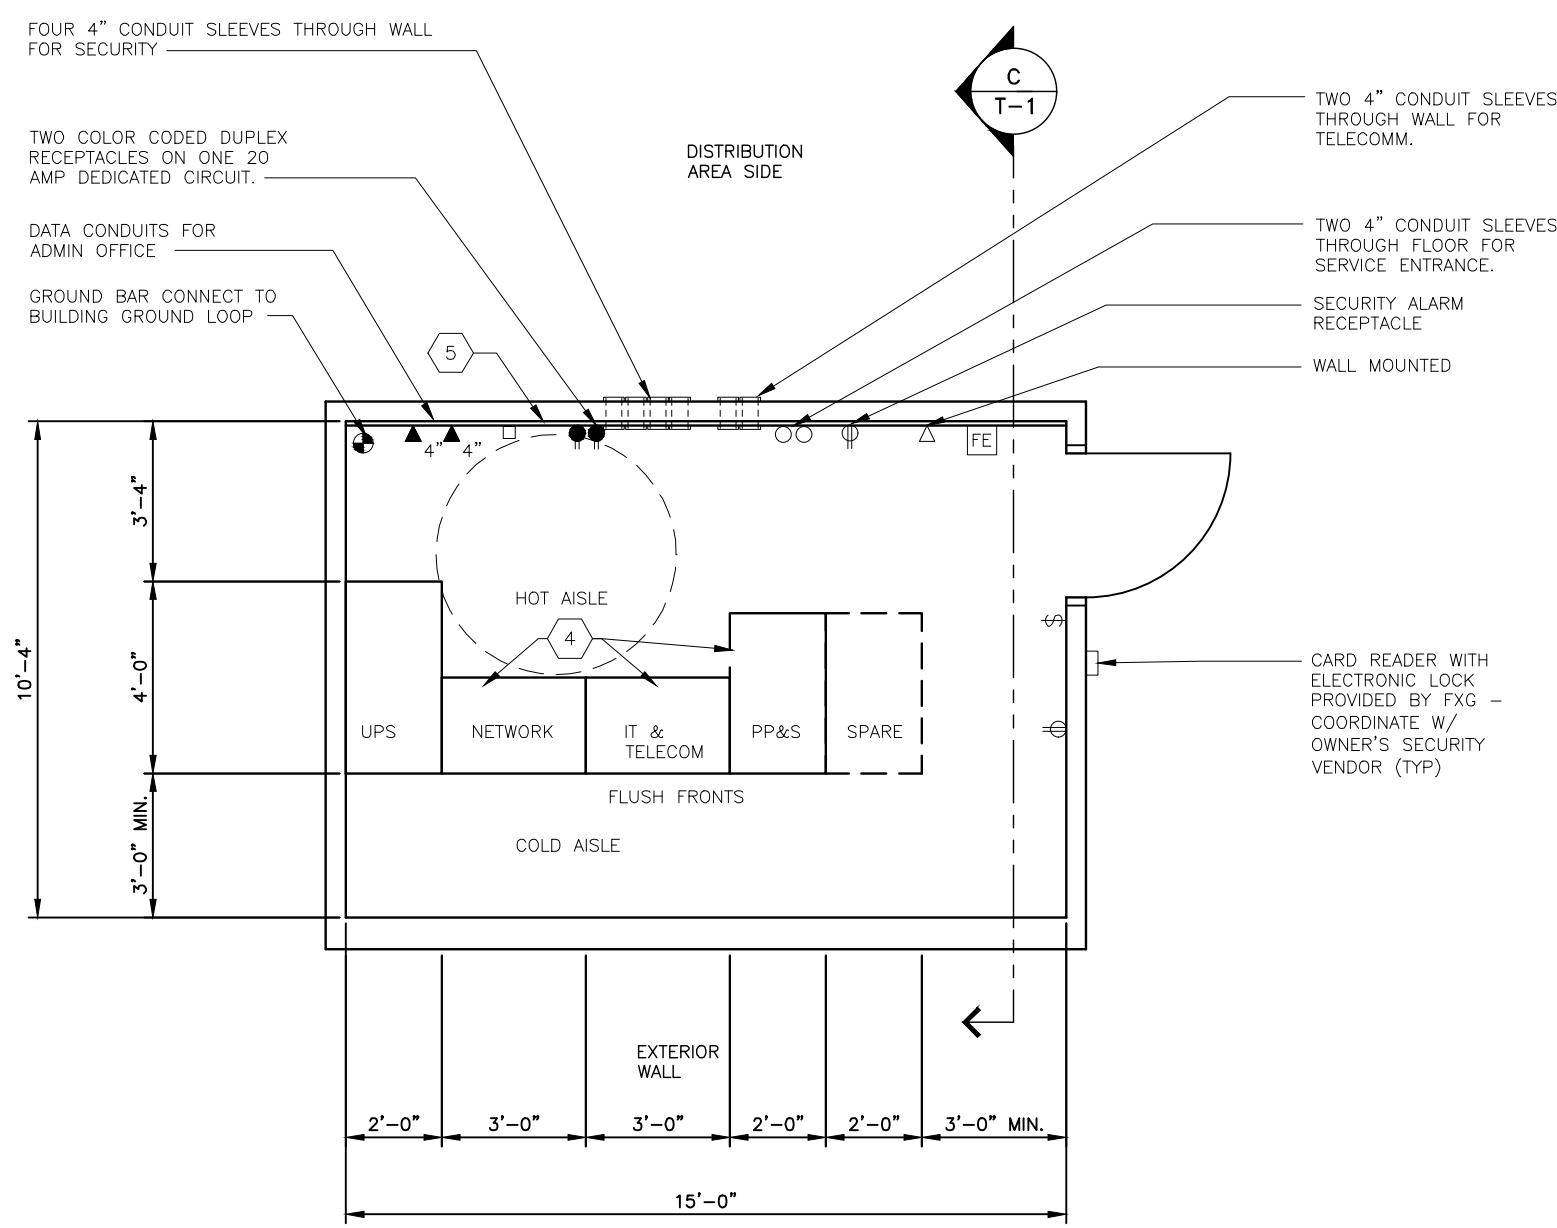 FOUR 4” CONDUIT SLEEVES THROUGH WALL
FOR SECURITY
TWO COLOR CODED DUPLEX
RECEPTACLES ON ONE 20
AMP DEDICATED CIRCUIT.
DATA CONDUITS FOR
ADMIN OFFICE
GROUND BAR CONNECT TO
BUILDING GROUND LOOP
5
C
T-1
DISTRIBUTION
AREA SIDE
TWO 4” CONDUIT SLEEVES
THROUGH WALL FOR
TELECOMM.
TWO 4” CONDUIT SLEEVES
THROUGH FLOOR FOR
SERVICE ENTRANCE.
SECURITY ALARM
RECEPTACLE
WALL MOUNTED
4” 4”
FE
3’-4”
4’-0”
10’-4”
3’-0” MIN.
HOT AISLE
4
S
UPS
NETWORK
IT &
TELECOM
PP&S
SPARE
FLUSH FRONTS
COLD AISLE
CARD READER WITH
ELECTRONIC LOCK
PROVIDED BY FXG –
COORDINATE W/
OWNER’S SECURITY
VENDOR (TYP)
EXTERIOR
WALL
2’-0” 3’-0” 3’-0” 2’-0” 2’-0” 3’-0” MIN.
15’-0”